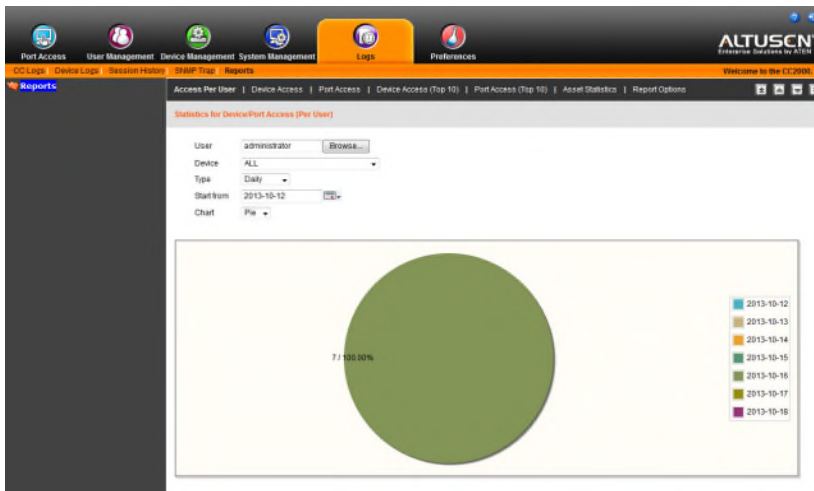 Port Access User Management Device Management System Management Logs Preferences
ALTUSEN
Enterprise Solutions by ATEN
CC Logs Device Logs Session History SNMP Trap Reports Welcome to the CC2000,
Reports
Access Per User | Device Access | Port Access | Device Access (Top 10) | Port Access (Top 10) | Asset Statistics | Report Options
Statistics for Device/Port Access (Per User)
User administrator Browse...
Device ALL
Type Daily
Start from 2013-10-12
Chart Pie
7 / 100.00%
2013-10-12
2013-10-13
2013-10-14
2013-10-15
2013-10-16
2013-10-17
2013-10-18